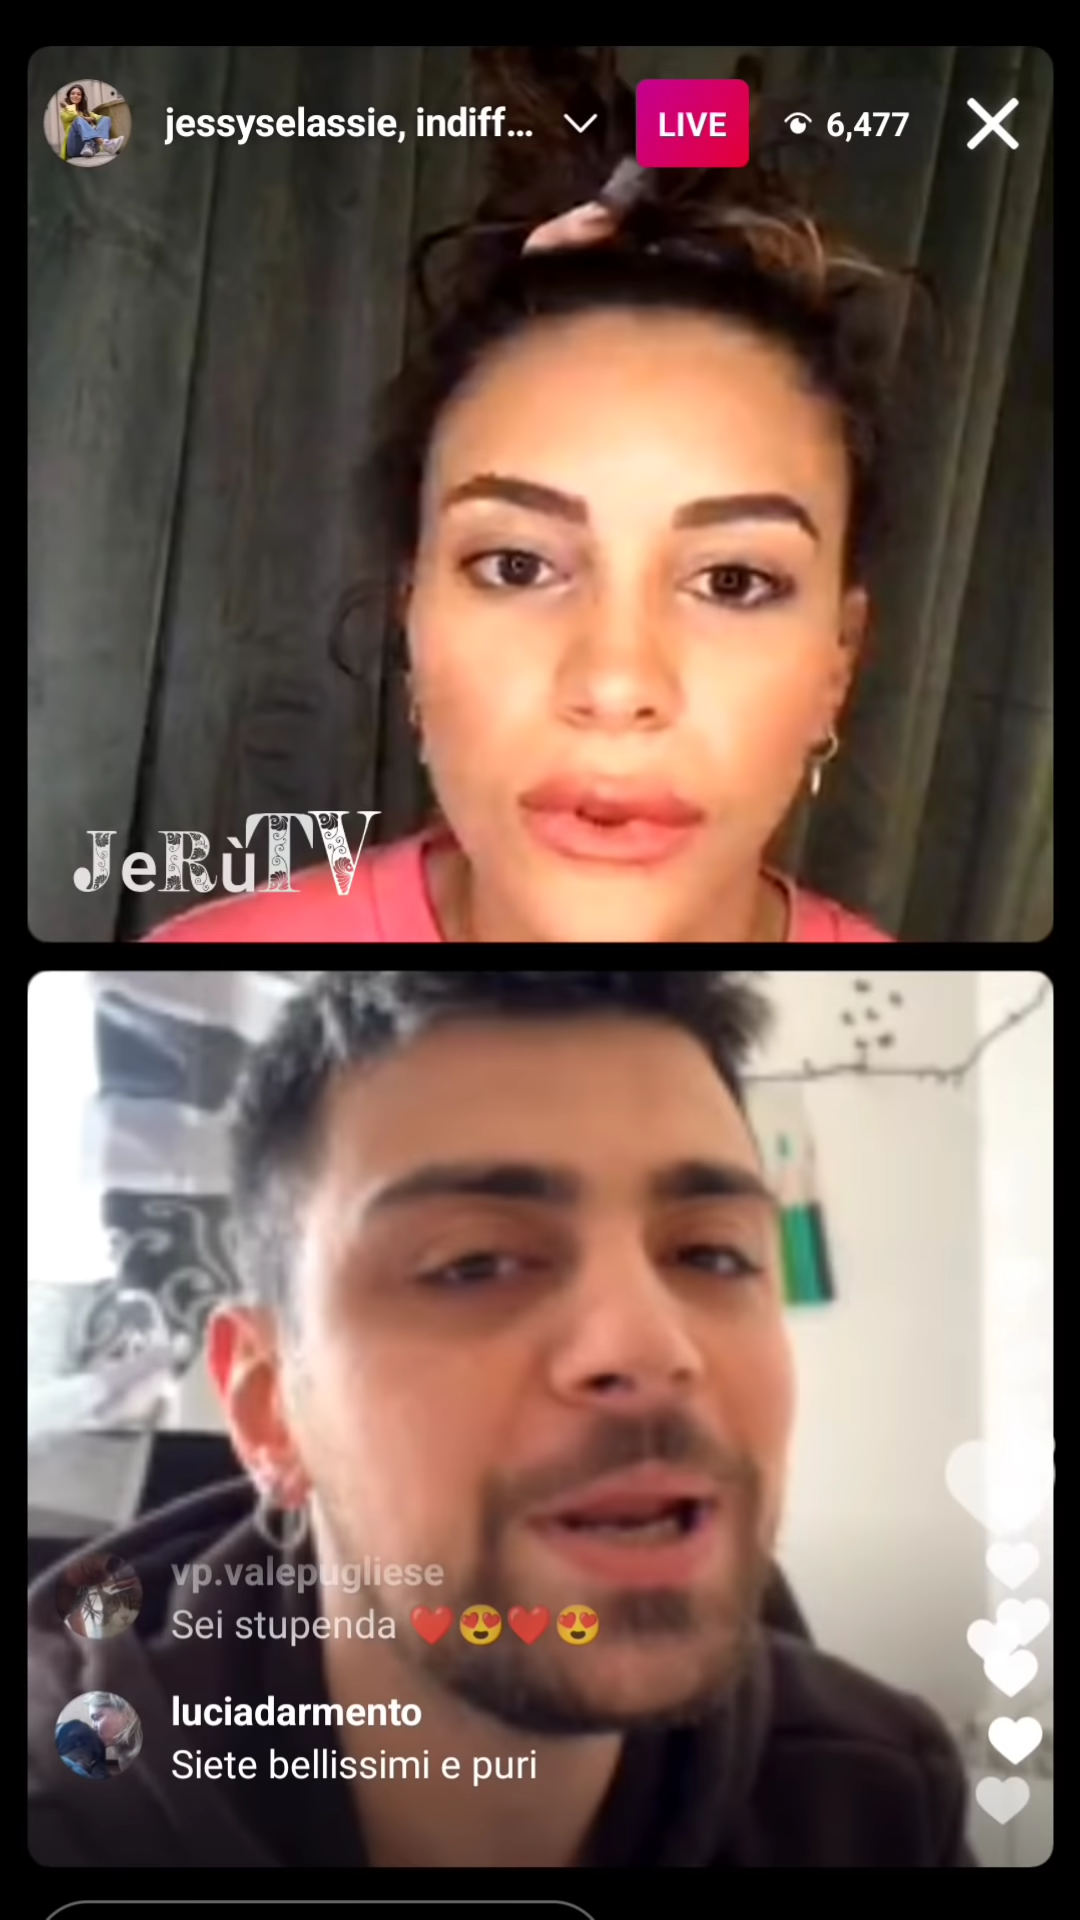 jessyselassie, indiff...
LIVE
6,477
JeRùTV
vp.valepugliese
Sei stupenda ❤️😍❤️😍
luciadarmento
Siete bellissimi e puri